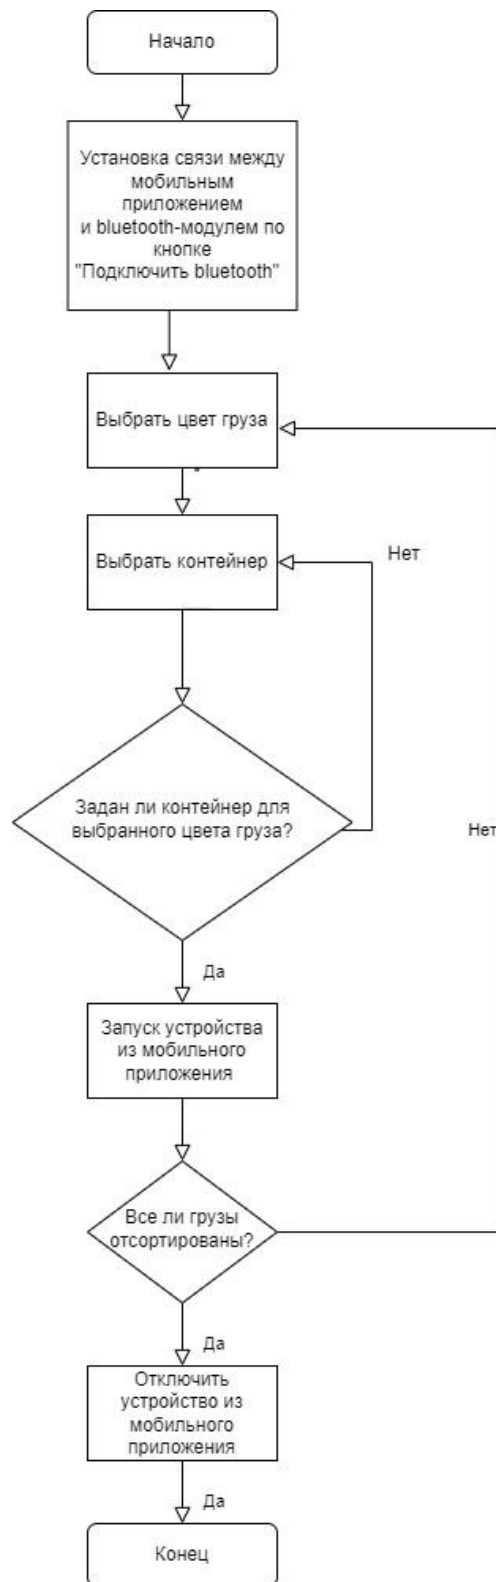 Начало
Установка связи между
мобильным
приложением
и bluetooth-модулем по
кнопке
"Подключить bluetooth"
Выбрать цвет груза
Выбрать контейнер
Нет
Задан ли контейнер для
выбранного цвета груза?
Нет
Да
Запуск устройства
из мобильного
приложения
Все ли грузы
отсортированы?
Да
Отключить
устройство из
мобильного
приложения
Да
Конец